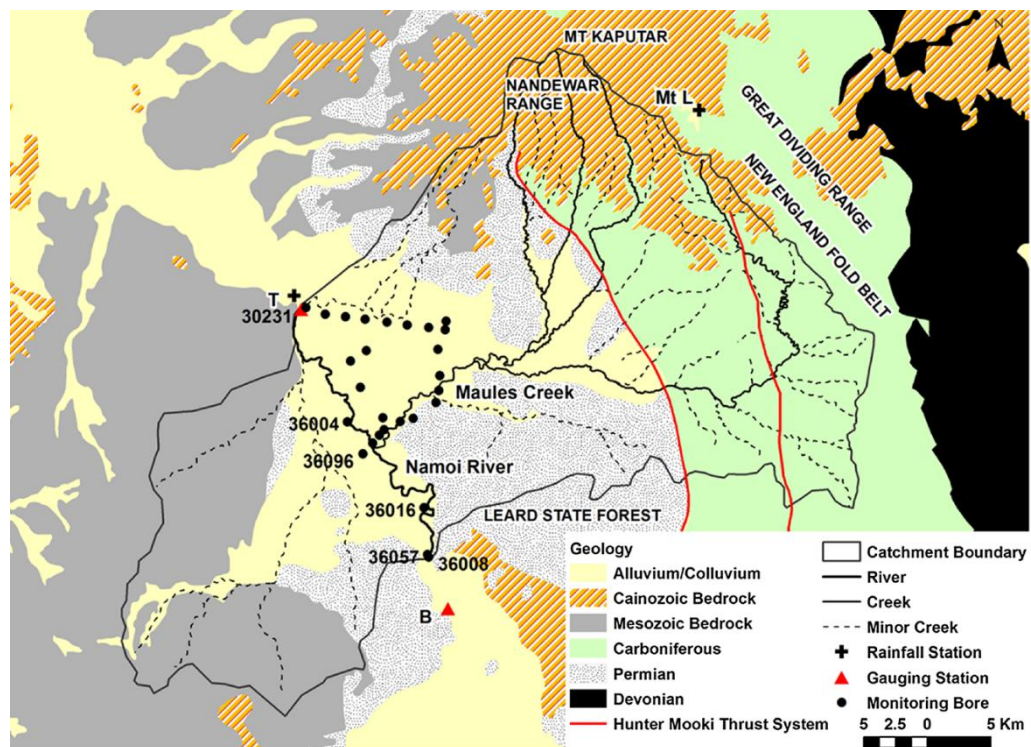 MT KAPUTAR
N
NANDEWAR
RANGE
Mt L
GREAT DIVIDING RANGE
NEW ENGLAND FOLD BELT
T
30231
Maules Creek
36004
36096
Namoi River
36016
LEARD STATE FOREST
36057
36008
B
Geology
Alluvium/Colluvium
Cainozoic Bedrock
Mesozoic Bedrock
Carboniferous
Permian
Devonian
Hunter Mooki Thrust System
Catchment Boundary
River
Creek
Minor Creek
Rainfall Station
Gauging Station
Monitoring Bore
5 2.5 0 5 Km